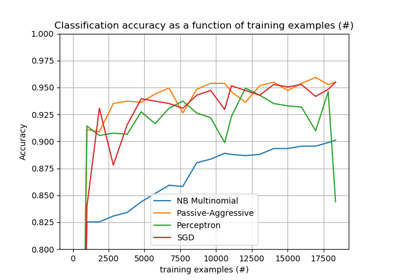 Classification accuracy as a function of training examples (#)
1.000
0.975
0.950
0.925
0.900
0.875
0.850
0.825
0.800
Accuracy
NB Multinomial
Passive-Aggressive
Perceptron
SGD
0 2500 5000 7500 10000 12500 15000 17500
training examples (#)